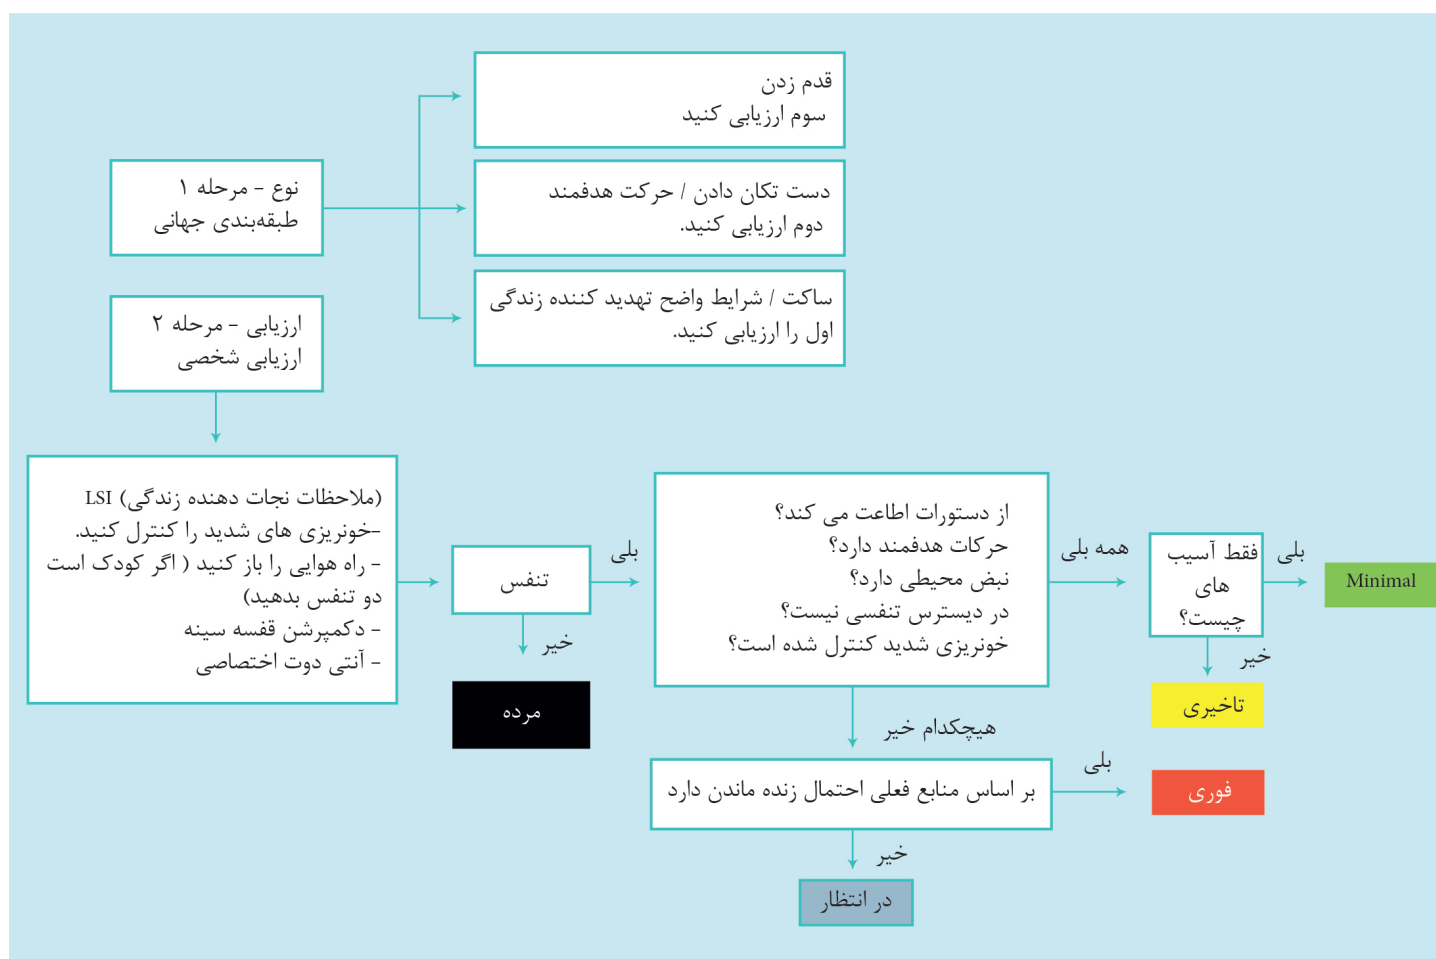 قدم زدن
سوم ارزیابی کنید
نوع - مرحله ۱
طبقه‌بندی جهانی
دست تکان دادن / حرکت هدفمند
دوم ارزیابی کنید.
ساکت / شرایط واضح تهدید کننده زندگی
اول را ارزیابی کنید.
ارزیابی - مرحله ۲
ارزیابی شخصی
(ملاحظات نجات دهنده زندگی) LSI
-خونریزی های شدید را کنترل کنید.
- راه هوایی را باز کنید ( اگر کودک است
دو تنفس بدهید)
- دکمپرشن قفسه سینه
- آنتی دوت اختصاصی
تنفس
بلی
خیر
مرده
از دستورات اطاعت می کند؟
حرکات هدفمند دارد؟
نبض محیطی دارد؟
در دیسترس تنفسی نیست؟
خونریزی شدید کنترل شده است؟
همه بلی
فقط آسیب
های
چیست؟
بلی
Minimal
خیر
تاخیری
هیچکدام خیر
بر اساس منابع فعلی احتمال زنده ماندن دارد
بلی
فوری
خیر
در انتظار